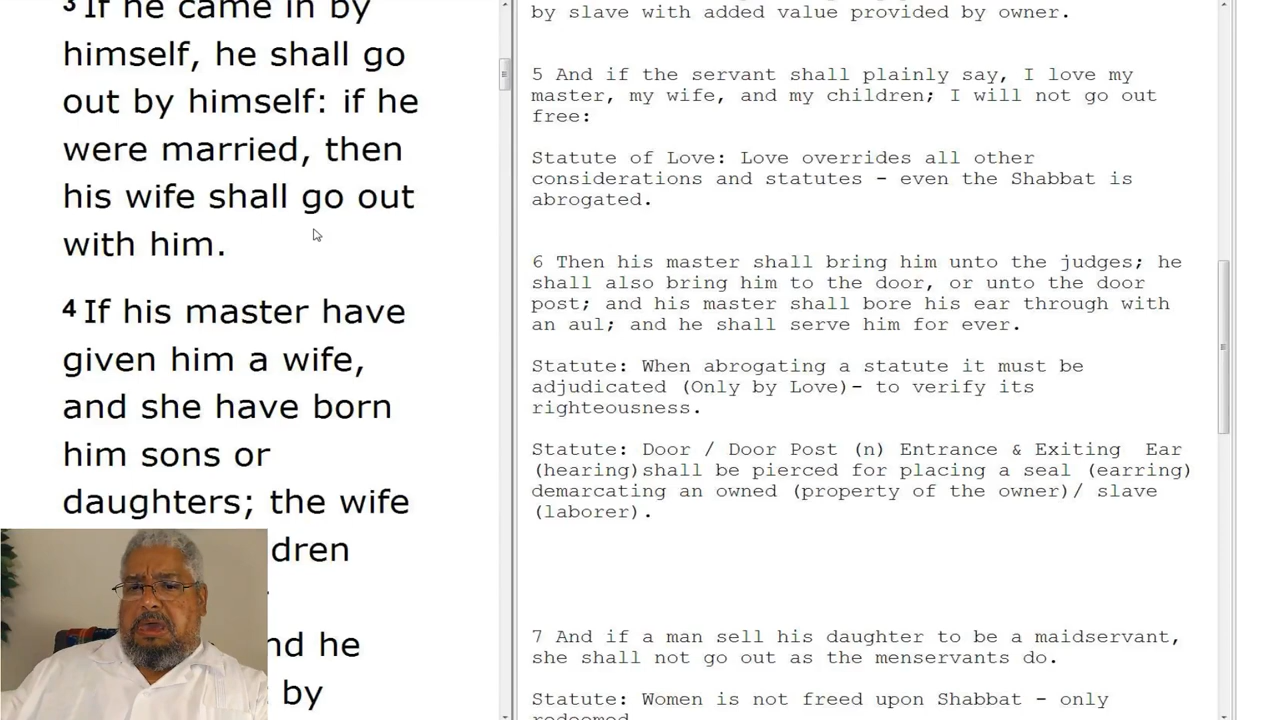 3 If he came in by
himself, he shall go
out by himself: if he
were married, then
his wife shall go out
with him.
4 If his master have
given him a wife,
and she have born
him sons or
daughters; the wife
dren
nd he
by
by slave with added value provided by owner.
5 And if the servant shall plainly say, I love my
master, my wife, and my children; I will not go out
free:
Statute of Love: Love overrides all other
considerations and statutes - even the Shabbat is
abrogated.
6 Then his master shall bring him unto the judges; he
shall also bring him to the door, or unto the door
post; and his master shall bore his ear through with
an aul; and he shall serve him for ever.
Statute: When abrogating a statute it must be
adjudicated (Only by Love)- to verify its
righteousness.
Statute: Door / Door Post (n) Entrance & Exiting  Ear
(hearing)shall be pierced for placing a seal (earring)
demarcating an owned (property of the owner)/ slave
(laborer).
7 And if a man sell his daughter to be a maidservant,
she shall not go out as the menservants do.
Statute: Women is not freed upon Shabbat - only
redeemed